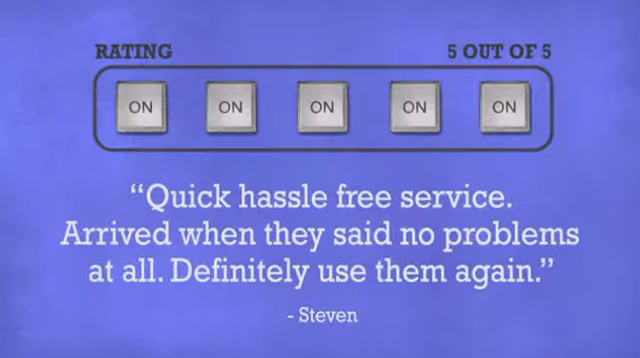 RATING 5 OUT OF 5
ON ON ON ON ON
“Quick hassle free service.
Arrived when they said no problems
at all. Definitely use them again.”
- Steven